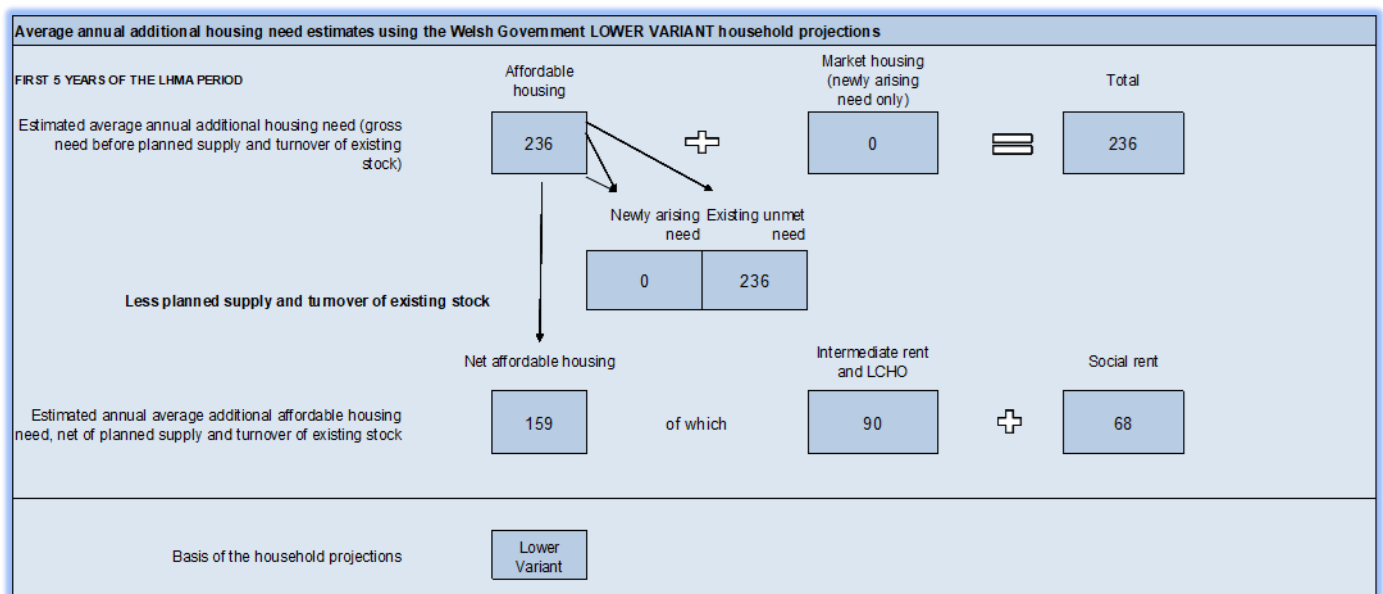 Average annual additional housing need estimates using the Welsh Government LOWER VARIANT household projections
FIRST 5 YEARS OF THE LHMA PERIOD
Affordable
housing
Market housing
(newly arising
need only)
Total
Estimated average annual additional housing need (gross
need before planned supply and turnover of existing
stock)
236
0
236
Newly arising
need
Existing unmet
need
0
236
Less planned supply and turnover of existing stock
Net affordable housing
Intermediate rent
and LCHO
Social rent
Estimated annual average additional affordable housing
need, net of planned supply and turnover of existing stock
159
of which
90
68
Basis of the household projections
Lower
Variant